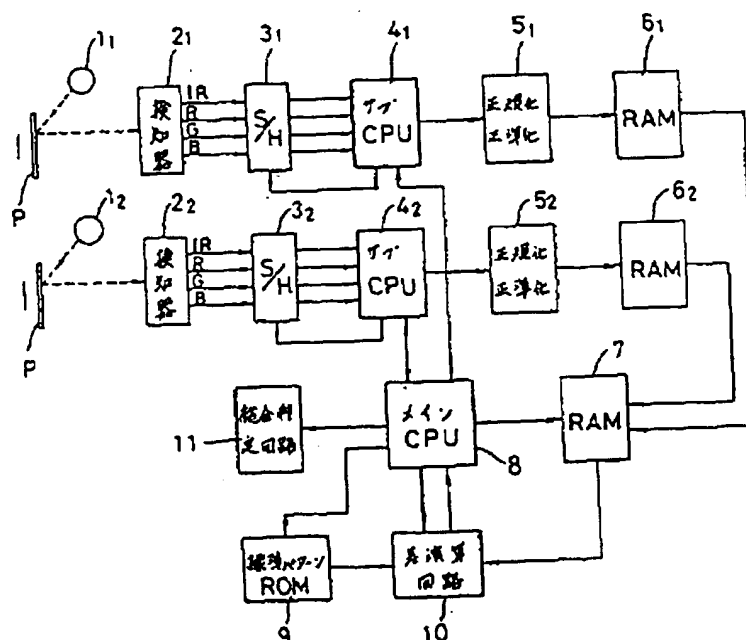 1₁
2₁
3₁
4₁
5₁
6₁
検知器
IR
R
G
B
S/H
サブ
CPU
正規化
正準化
RAM
P
1₂
2₂
3₂
4₂
5₂
6₂
検知器
IR
R
G
B
S/H
サブ
CPU
正規化
正準化
RAM
P
7
総合判
定回路
11
メイン
CPU
8
RAM
標準パターン
ROM
9
差演算
回路
10